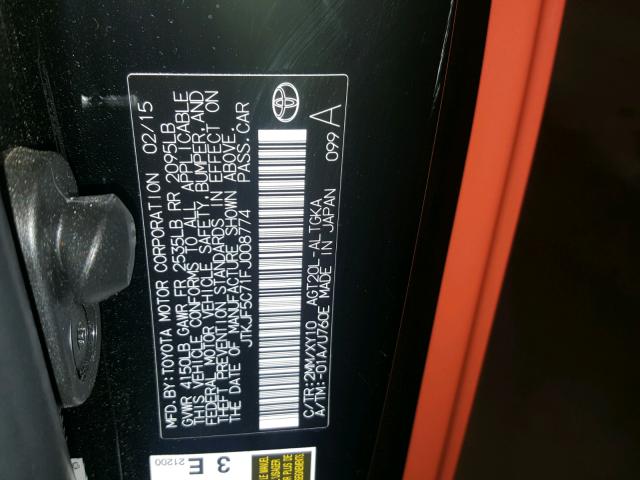 MFD.BY:TOYOTA MOTOR CORPORATION 02/15
GVWR 4150LB GAWR FR 2535LB RR 2095LB
THIS VEHICLE CONFORMS TO ALL APPLICABLE
FEDERAL MOTOR VEHICLE SAFETY, BUMPER, AND
THEFT PREVENTION STANDARDS IN EFFECT ON
THE DATE OF MANUFACTURE SHOWN ABOVE.
JTKJF5C71FJ008774 PASS.CAR
C/TR:2MM/XY10 AGT20L-ALTGKA
A/TM:-01A/U760E MADE IN JAPAN
099 A
3 E
21200